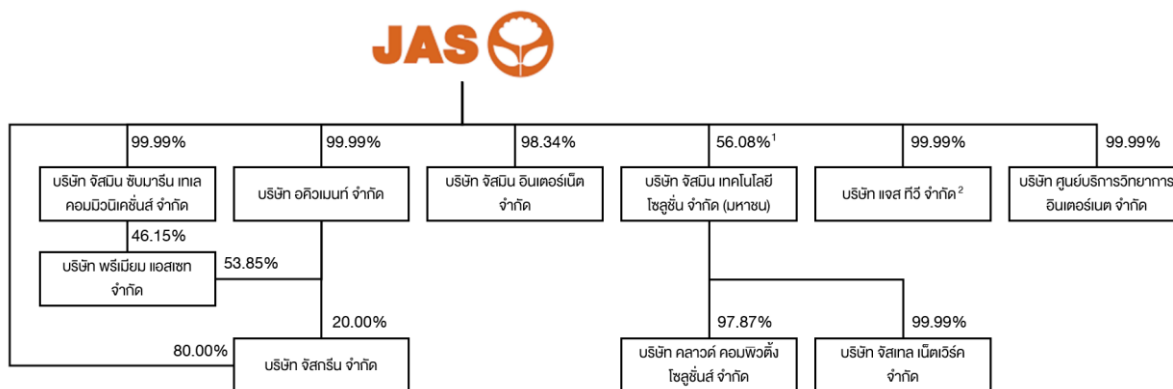 JAS
99.99%
99.99%
98.34%
56.08%¹
99.99%
99.99%
บริษัท จัสมิน ซับมารีน เทเล
คอมมิวนิเคชั่นส์ จำกัด
บริษัท อคิวเมนท์ จำกัด
บริษัท จัสมิน อินเตอร์เน็ต
จำกัด
บริษัท จัสมิน เทคโนโลยี
โซลูชั่น จำกัด (มหาชน)
บริษัท แจส ทีวี จำกัด²
บริษัท ศูนย์บริการวิทยาการ
อินเตอร์เนต จำกัด
46.15%
บริษัท พรีเมียม แอสเซท
จำกัด
53.85%
20.00%
97.87%
99.99%
80.00%
บริษัท จัสกรีน จำกัด
บริษัท คลาวด์ คอมพิวติ้ง
โซลูชั่นส์ จำกัด
บริษัท จัสเทล เน็ตเวิร์ค
จำกัด